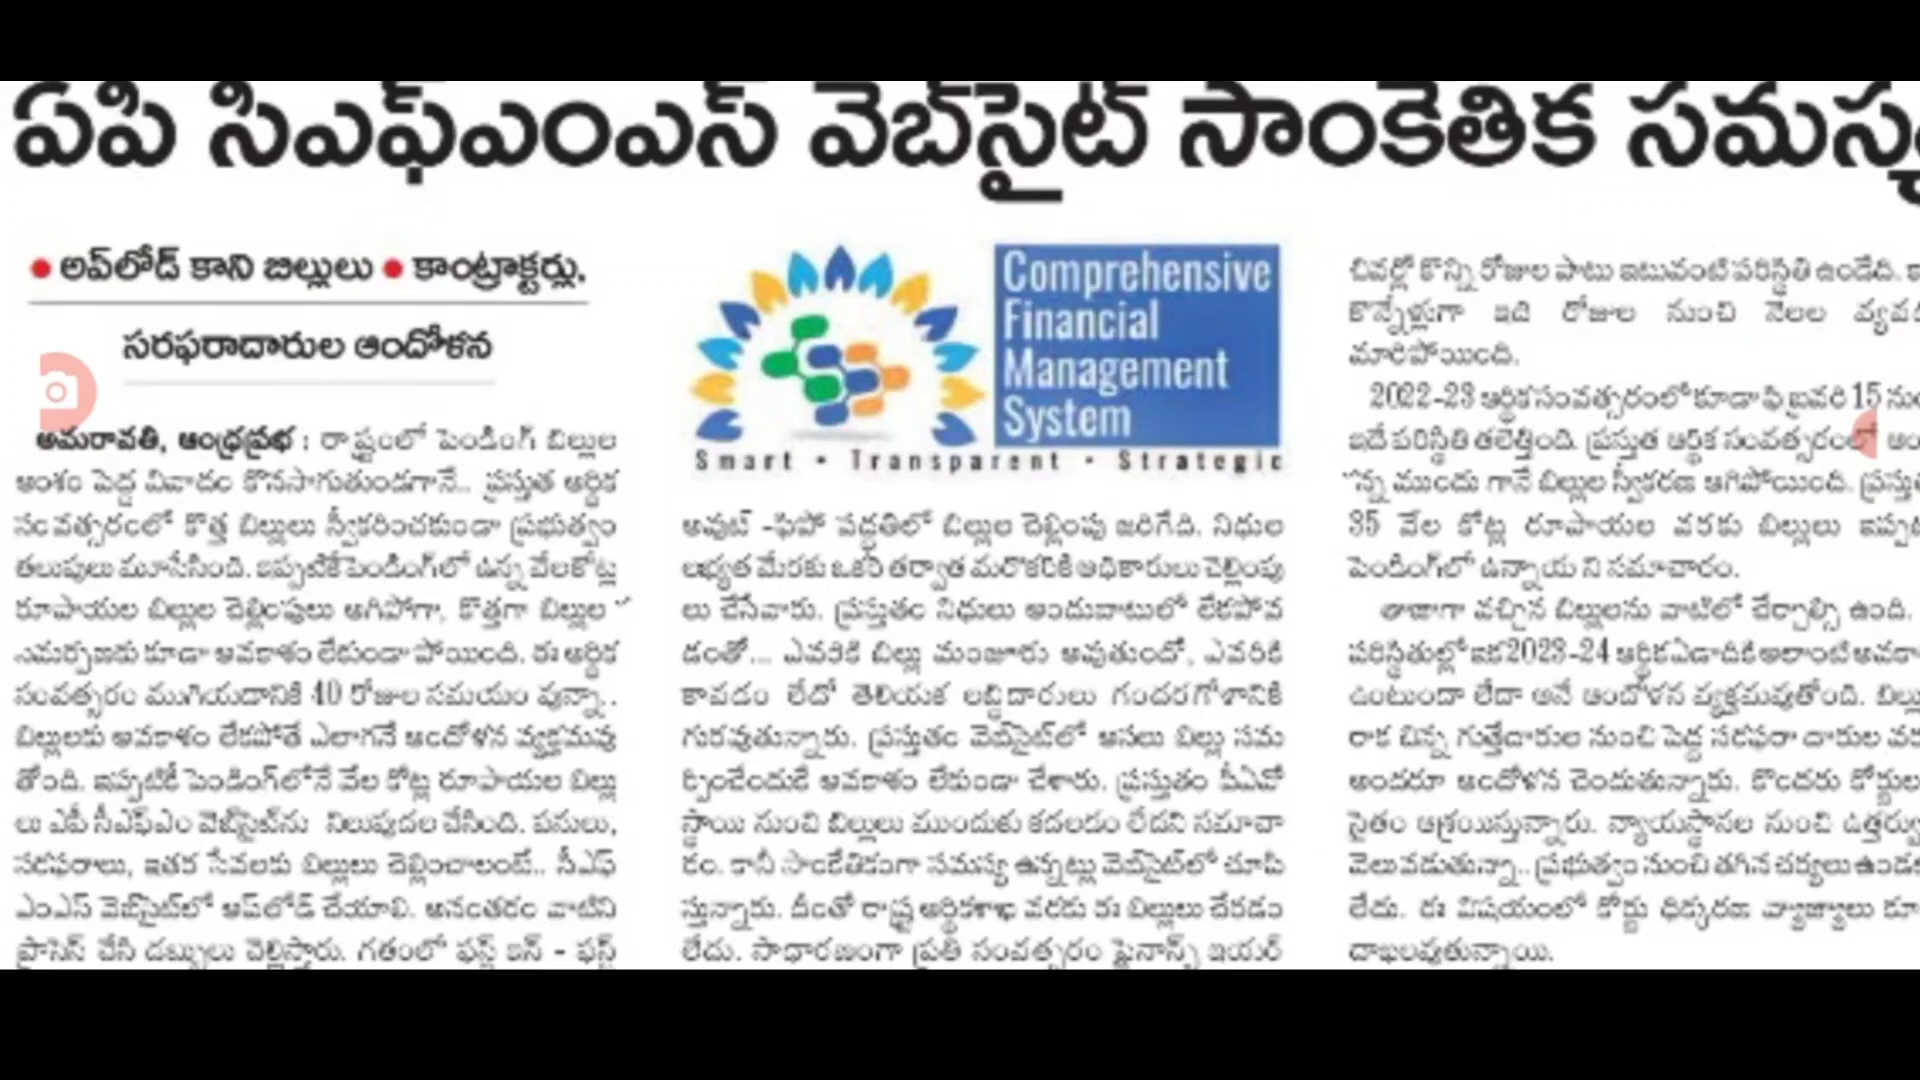 ఏపి సిఎఫ్ఎంఎస్ వెబ్‌సైట్ సాంకేతిక సమస్య
• అప్‌లోడ్ కాని బిల్లులు • కాంట్రాక్టర్లు,
సరఫరాదారుల ఆందోళన
అమరావతి, ఆంధ్రప్రభ : రాష్ట్రంలో పెండింగ్ బిల్లుల
అంశం పెద్ద వివాదం కొనసాగుతుండగానే.. ప్రస్తుత ఆర్థిక
సంవత్సరంలో కొత్త బిల్లులు స్వీకరించకుండా ప్రభుత్వం
తలుపులు మూసేసింది. ఇప్పటికే పెండింగ్‌లో ఉన్న వేలకోట్ల
రూపాయల బిల్లుల చెల్లింపులు ఆగిపోగా, కొత్తగా బిల్లుల
సమర్పణకు కూడా అవకాశం లేకుండా పోయింది. ఈ ఆర్థిక
సంవత్సరం ముగియడానికి 40 రోజుల సమయం వున్నా..
బిల్లులకు అవకాశం లేకపోతే ఎలాగనే ఆందోళన వ్యక్తమవు
తోంది. ఇప్పటికే పెండింగ్‌లోనే వేల కోట్ల రూపాయల బిల్లు
లు ఎపీ సీఎఫ్ఎం వెబ్‌సైట్‌ను నిలుపుదల చేసింది. పనులు,
సరఫరాలు, ఇతక సేవలకు బిల్లులు చెల్లించాలంటే.. సీఎఫ్
ఎంఎస్ వెబ్‌సైట్‌లో అప్‌లోడ్ చేయాలి. అనంతరం వాటిని
ప్రాసెస్ చేసి డబ్బులు చెల్లిస్తారు. గతంలో ఫస్ట్ ఇన్ - ఫస్ట్
Comprehensive
Financial
Management
System
Smart • Transparent • Strategic
అవుట్ -ఫిఫో పద్ధతిలో బిల్లుల చెల్లింపు జరిగేది. నిధుల
లభ్యత మేరకు ఒకరి తర్వాత మరొకరికి అధికారులు చెల్లింపు
లు చేసేవారు. ప్రస్తుతం నిధులు అందుబాటులో లేకపోవ
డంతో... ఎవరికి బిల్లు మంజూరు అవుతుందో, ఎవరికి
కావడం లేదో తెలియక లబ్దిదారులు గందరగోళానికి
గురవుతున్నారు. ప్రస్తుతం వెబ్‌సైట్‌లో అసలు బిల్లు సమ
ర్పించేందుకే అవకాశం లేకుండా చేశారు. ప్రస్తుతం పీఏవో
స్థాయి నుంచి బిల్లులు ముందుకు కదలడం లేదని సమాచా
రం. కానీ సాంకేతికంగా సమస్య ఉన్నట్లు వెబ్‌సైట్‌లో చూపి
స్తున్నారు. దీంతో రాష్ట్ర ఆర్థికశాఖ వరకు ఈ బిల్లులు చేరడం
లేదు. సాధారణంగా ప్రతి సంవత్సరం ఫైనాన్స్ ఇయర్
చివర్లో కొన్ని రోజుల పాటు ఇటువంటి పరిస్థితి ఉండేది.
కొన్నేళ్లుగా ఇది రోజుల నుంచి నెలల
మారిపోయింది.
2022-23 ఆర్థిక సంవత్సరంలో కూడా ఫిబ్రవరి 15
ఇదే పరిస్థితి తలెత్తింది. ప్రస్తుత ఆర్థిక సంవత్సరంలో
ముందు గానే బిల్లుల స్వీకరణ ఆగిపోయింది.
35 వేల కోట్ల రూపాయల వరకు బిల్లులు
పెండింగ్‌లో ఉన్నాయ ని సమాచారం.
తాజాగా వచ్చిన బిల్లులను వాటిలో చేర్చాల్సి ఉంది.
పరిస్థితుల్లో ఇక 2023-24 ఆర్థిక ఏడాదికి అలాంటి
ఉంటుందా లేదా అనే ఆందోళన వ్యక్తమవుతోంది.
రాక చిన్న గుత్తేదారుల నుంచి పెద్ద సరఫరా దారుల
అందరూ ఆందోళన చెందుతున్నారు. కొందరు
సైతం ఆశ్రయిస్తున్నారు. న్యాయస్థానల నుంచి
వెలువడుతున్నా.. ప్రభుత్వం నుంచి తగిన చర్యలు
లేదు. ఈ విషయంలో కోర్టు ధిక్కరణ వ్యాజ్యాలు
దాఖలవుతున్నాయి.